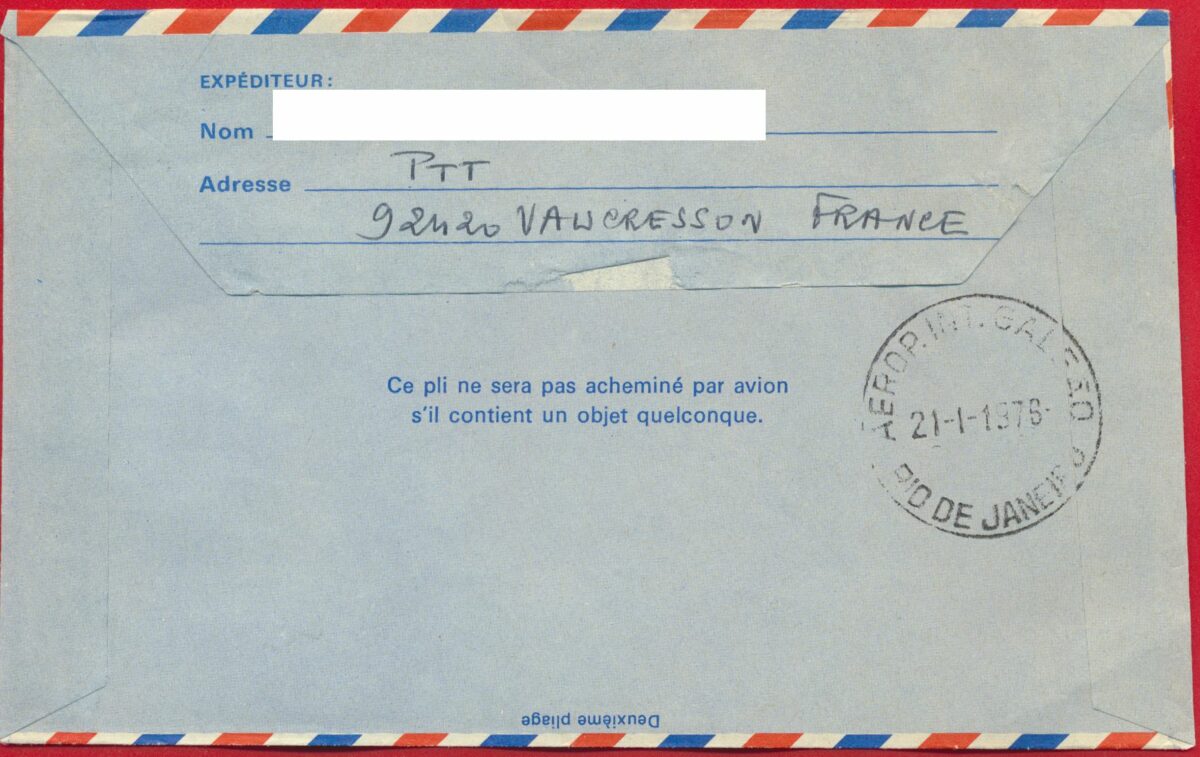 EXPÉDITEUR:
Nom
Adresse PTT
92420 VAUCRESSON FRANCE
Ce pli ne sera pas acheminé par avion
s'il contient un objet quelconque.
AEROP. INT. GALEÃO
21-1-1976
RIO DE JANEIRO
Deuxième pliage